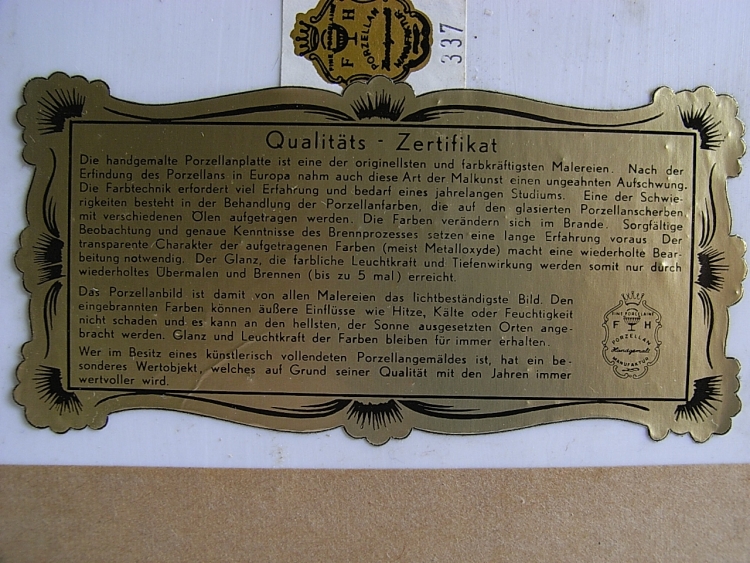 FINE PORZELLAINE
F H
PORZELLAN
MANUFAKTUR
337
Qualitäts - Zertifikat
Die handgemalte Porzellanplatte ist eine der originellsten und farbkräftigsten Malereien. Nach der
Erfindung des Porzellans in Europa nahm auch diese Art der Malkunst einen ungeahnten Aufschwung.
Die Farbtechnik erfordert viel Erfahrung und bedarf eines jahrelangen Studiums. Eine der Schwie-
rigkeiten besteht in der Behandlung der Porzellanfarben, die auf den glasierten Porzellanscherben
mit verschiedenen Ölen aufgetragen werden. Die Farben verändern sich im Brande. Sorgfältige
Beobachtung und genaue Kenntnisse des Brennprozesses setzen eine lange Erfahrung voraus Der
transparente Charakter der aufgetragenen Farben (meist Metalloxyde) macht eine wiederholte Bear-
beitung notwendig. Der Glanz, die farbliche Leuchtkraft und Tiefenwirkung werden somit nur durch
wiederholtes Übermalen und Brennen (bis zu 5 mal) erreicht.
Das Porzellanbild ist damit von allen Malereien das lichtbeständigste Bild. Den
eingebrannten Farben können äußere Einflüsse wie Hitze, Kälte oder Feuchtigkeit
nicht schaden und es kann an den hellsten, der Sonne ausgesetzten Orten ange-
bracht werden. Glanz und Leuchtkraft der Farben bleiben für immer erhalten.
Wer im Besitz eines künstlerisch vollendeten Porzellangemäldes ist, hat ein be-
sonderes Wertobjekt, welches auf Grund seiner Qualität mit den Jahren immer
wertvoller wird.
FINE PORZELLAINE
F H
PORZELLAN
Handgemalt
MANUFAKTUR